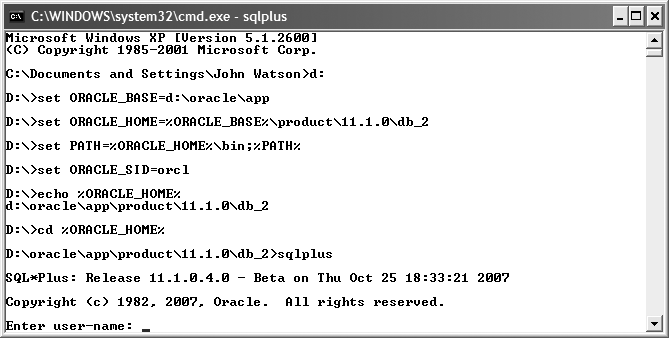 C:\WINDOWS\system32\cmd.exe - sqlplus
Microsoft Windows XP [Version 5.1.2600]
(C) Copyright 1985-2001 Microsoft Corp.
C:\Documents and Settings\John Watson>d:
D:\>set ORACLE_BASE=d:\oracle\app
D:\>set ORACLE_HOME=%ORACLE_BASE%\product\11.1.0\db_2
D:\>set PATH=%ORACLE_HOME%\bin;%PATH%
D:\>set ORACLE_SID=orcl
D:\>echo %ORACLE_HOME%
d:\oracle\app\product\11.1.0\db_2
D:\>cd %ORACLE_HOME%
D:\oracle\app\product\11.1.0\db_2>sqlplus
SQL*Plus: Release 11.1.0.4.0 - Beta on Thu Oct 25 18:33:21 2007
Copyright (c) 1982, 2007, Oracle.  All rights reserved.
Enter user-name: _